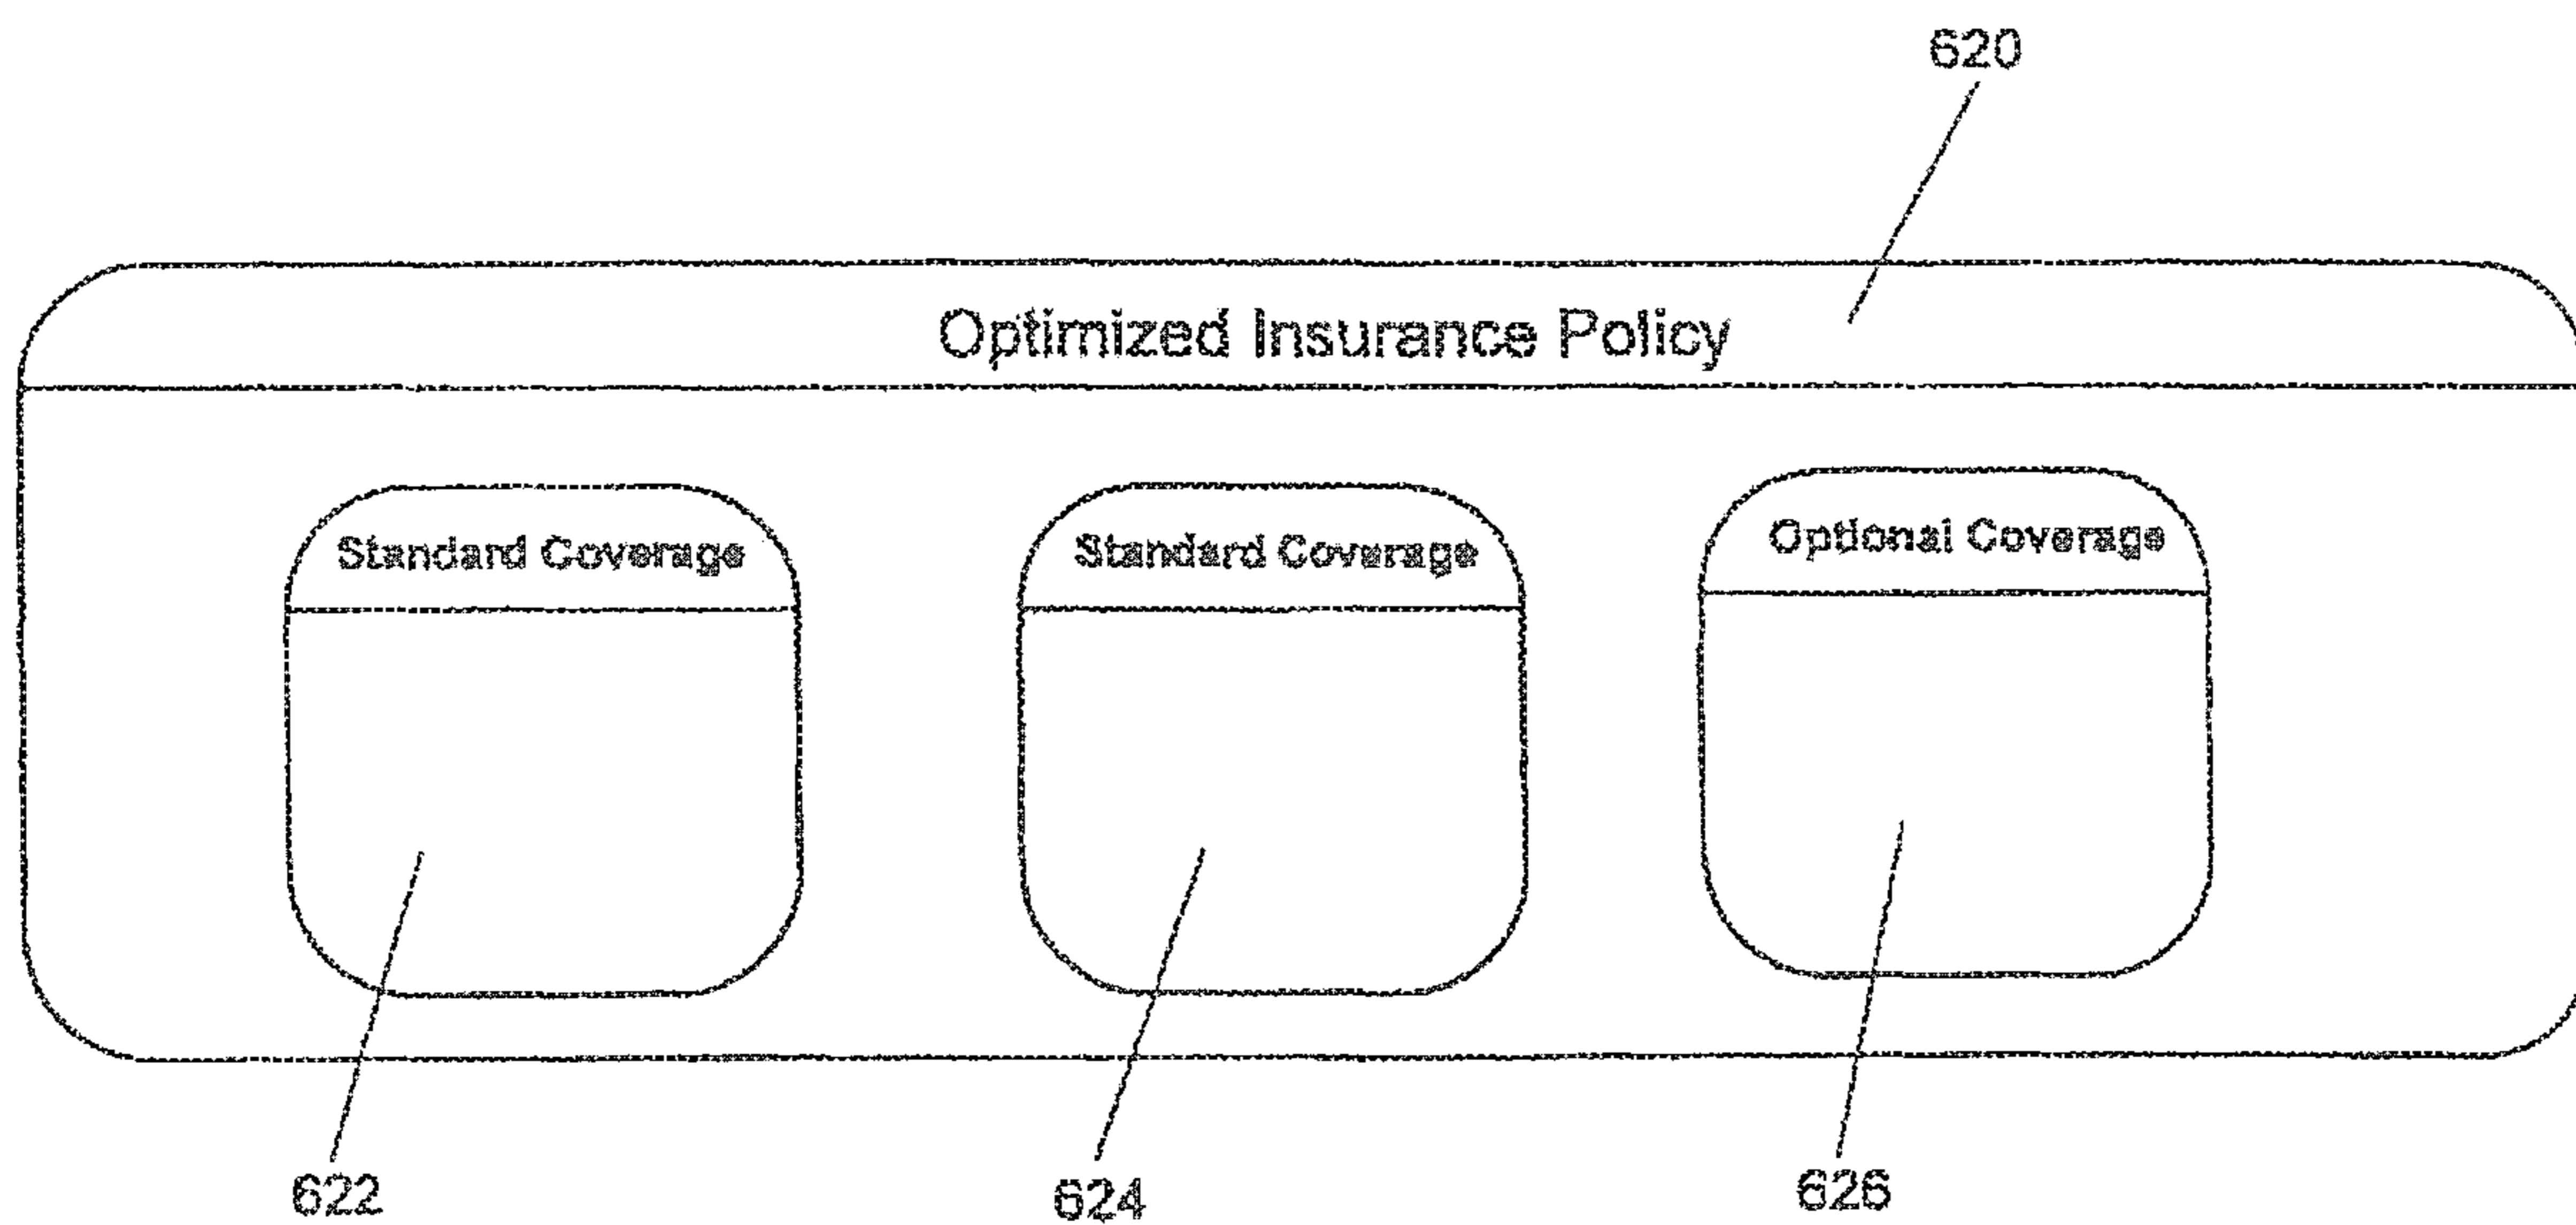 620
Optimized Insurance Policy
Standard Coverage
Standard Coverage
Optional Coverage
622
624
626